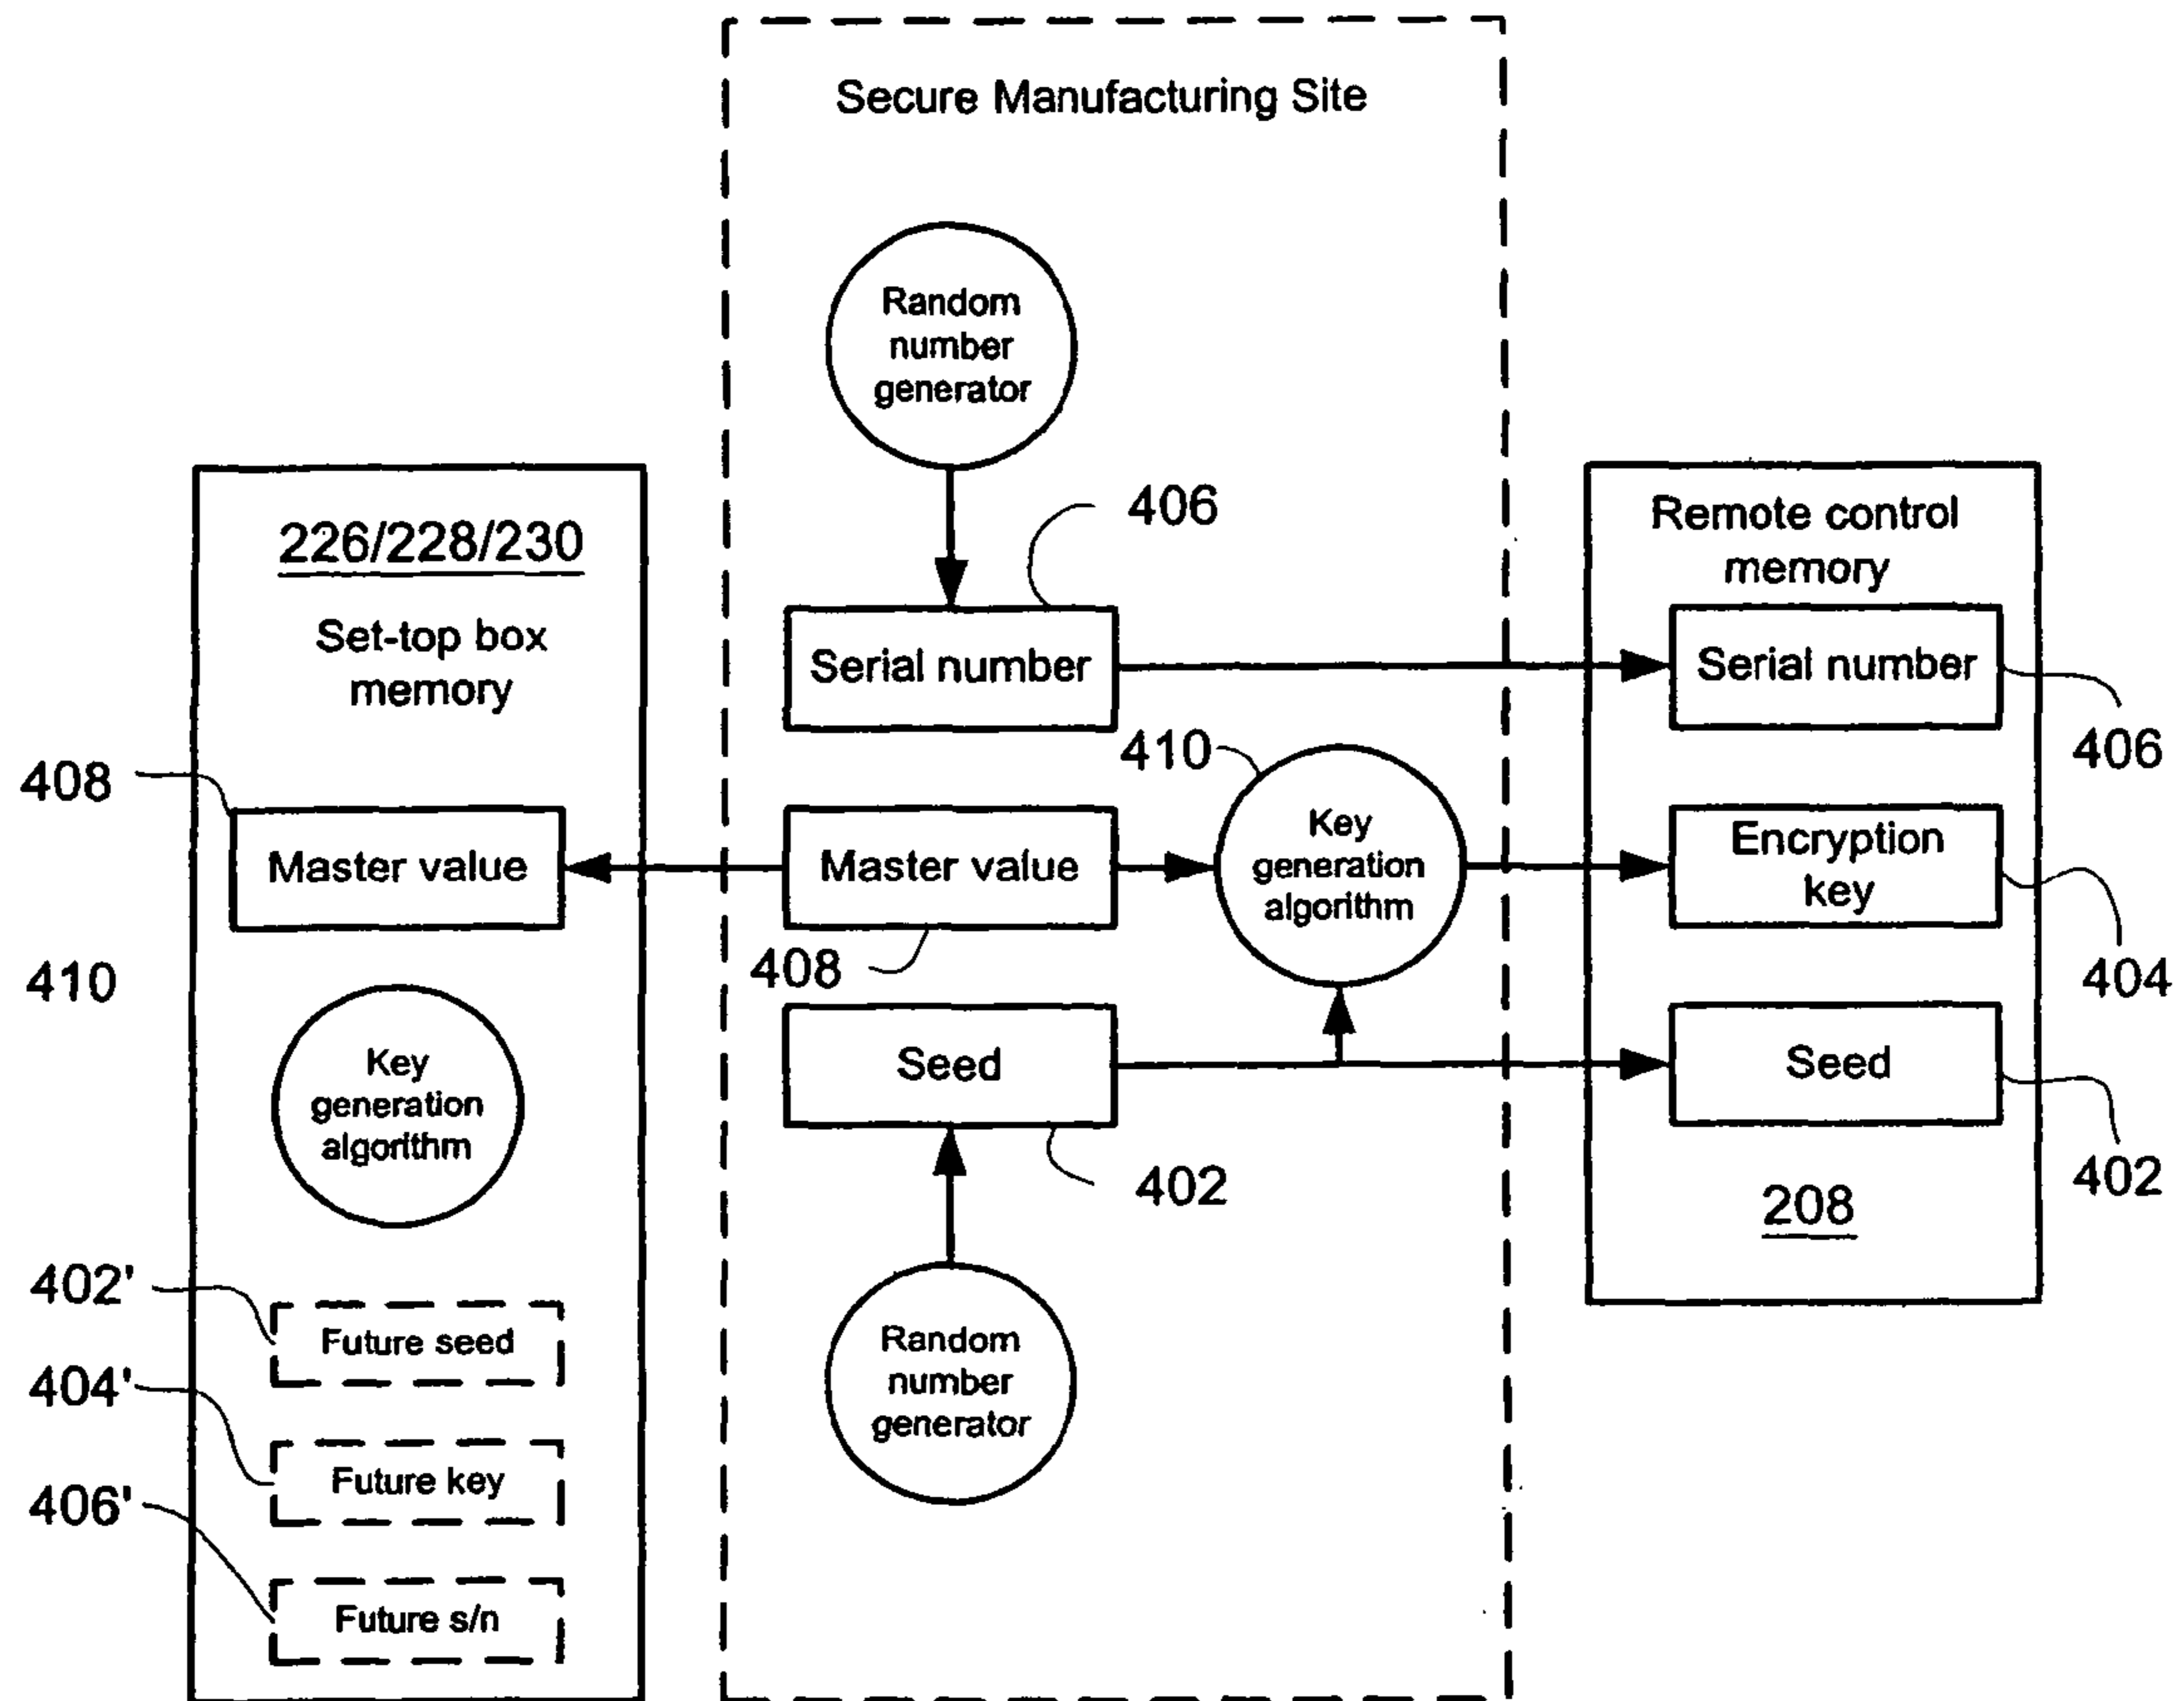 Secure Manufacturing Site
Random
number
generator
406
Serial number
410
Master value
408
Key
generation
algorithm
Seed
402
Random
number
generator
226/228/230
Set-top box
memory
408
Master value
410
Key
generation
algorithm
402'
Future seed
404'
Future key
406'
Future s/n
Remote control
memory
Serial number
406
Encryption
key
404
Seed
402
208